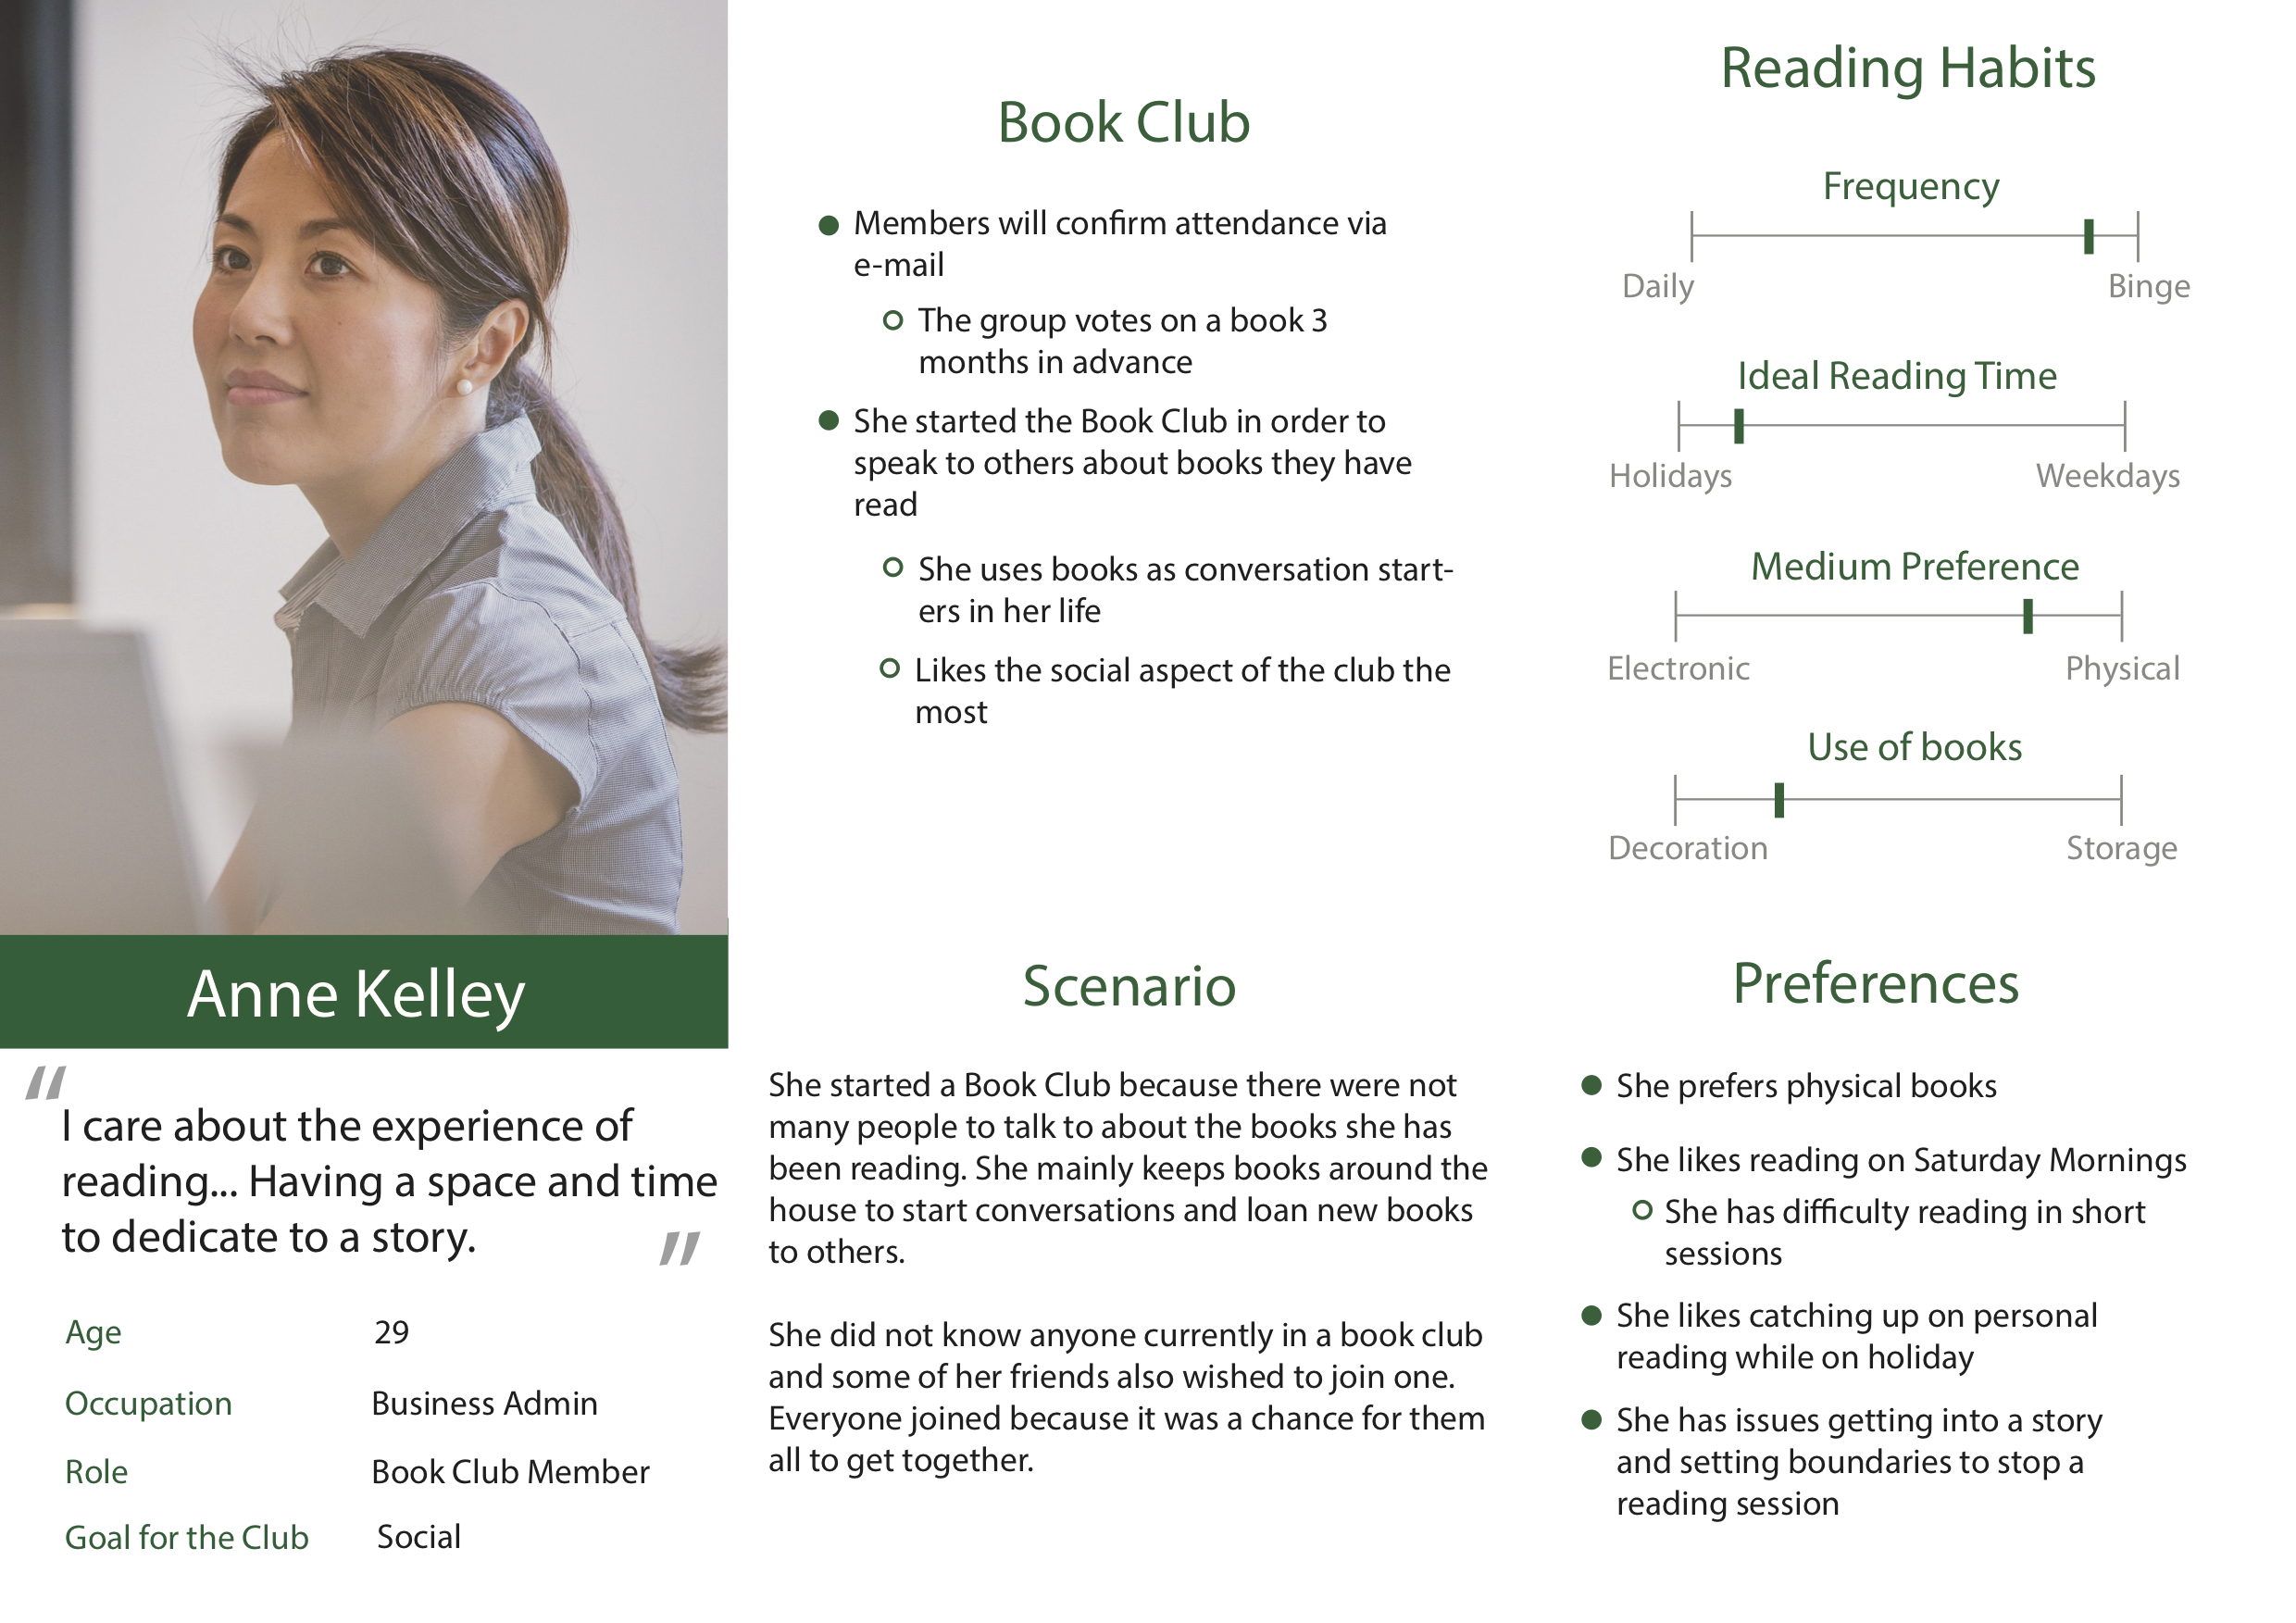 Anne Kelley
“
I care about the experience of
reading... Having a space and time
to dedicate to a story.
”
Age 29
Occupation Business Admin
Role Book Club Member
Goal for the Club Social
Book Club
Members will confirm attendance via
e-mail
The group votes on a book 3
months in advance
She started the Book Club in order to
speak to others about books they have
read
She uses books as conversation start-
ers in her life
Likes the social aspect of the club the
most
Scenario
She started a Book Club because there were not
many people to talk to about the books she has
been reading. She mainly keeps books around the
house to start conversations and loan new books
to others.
She did not know anyone currently in a book club
and some of her friends also wished to join one.
Everyone joined because it was a chance for them
all to get together.
Reading Habits
Frequency
Daily Binge
Ideal Reading Time
Holidays Weekdays
Medium Preference
Electronic Physical
Use of books
Decoration Storage
Preferences
She prefers physical books
She likes reading on Saturday Mornings
She has difficulty reading in short
sessions
She likes catching up on personal
reading while on holiday
She has issues getting into a story
and setting boundaries to stop a
reading session